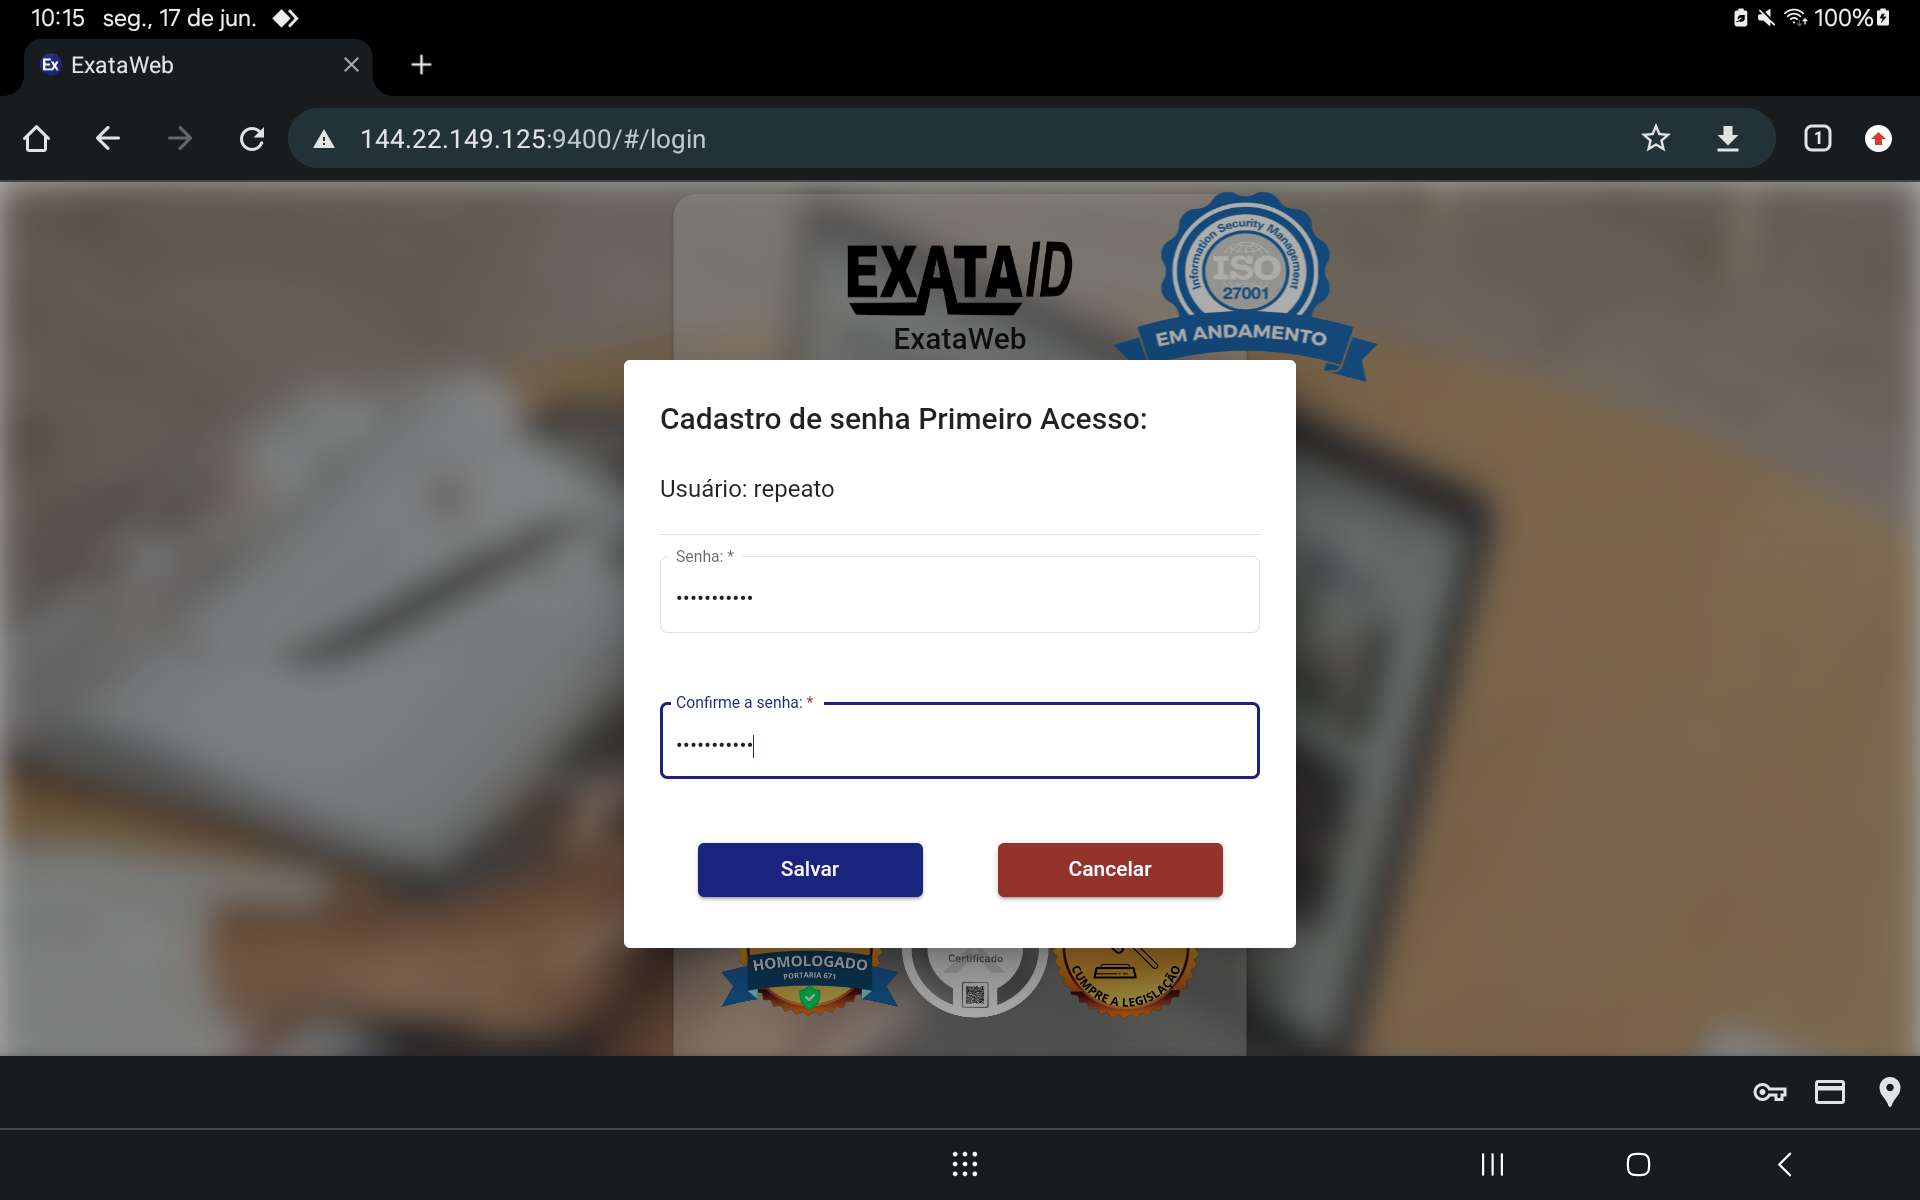 10:15 seg., 17 de jun. 100%
Ex ExataWeb
144.22.149.125:9400/#/login
1
EXATAID
ExataWeb
Information Security Management
ISO
27001
EM ANDAMENTO
Cadastro de senha Primeiro Acesso:
Usuário: repeato
Senha: *
•••••••••••
Confirme a senha: *
•••••••••••
Salvar Cancelar
HOMOLOGADO
PORTARIA 671
Certificado
CUMPRE A LEGISLAÇÃO